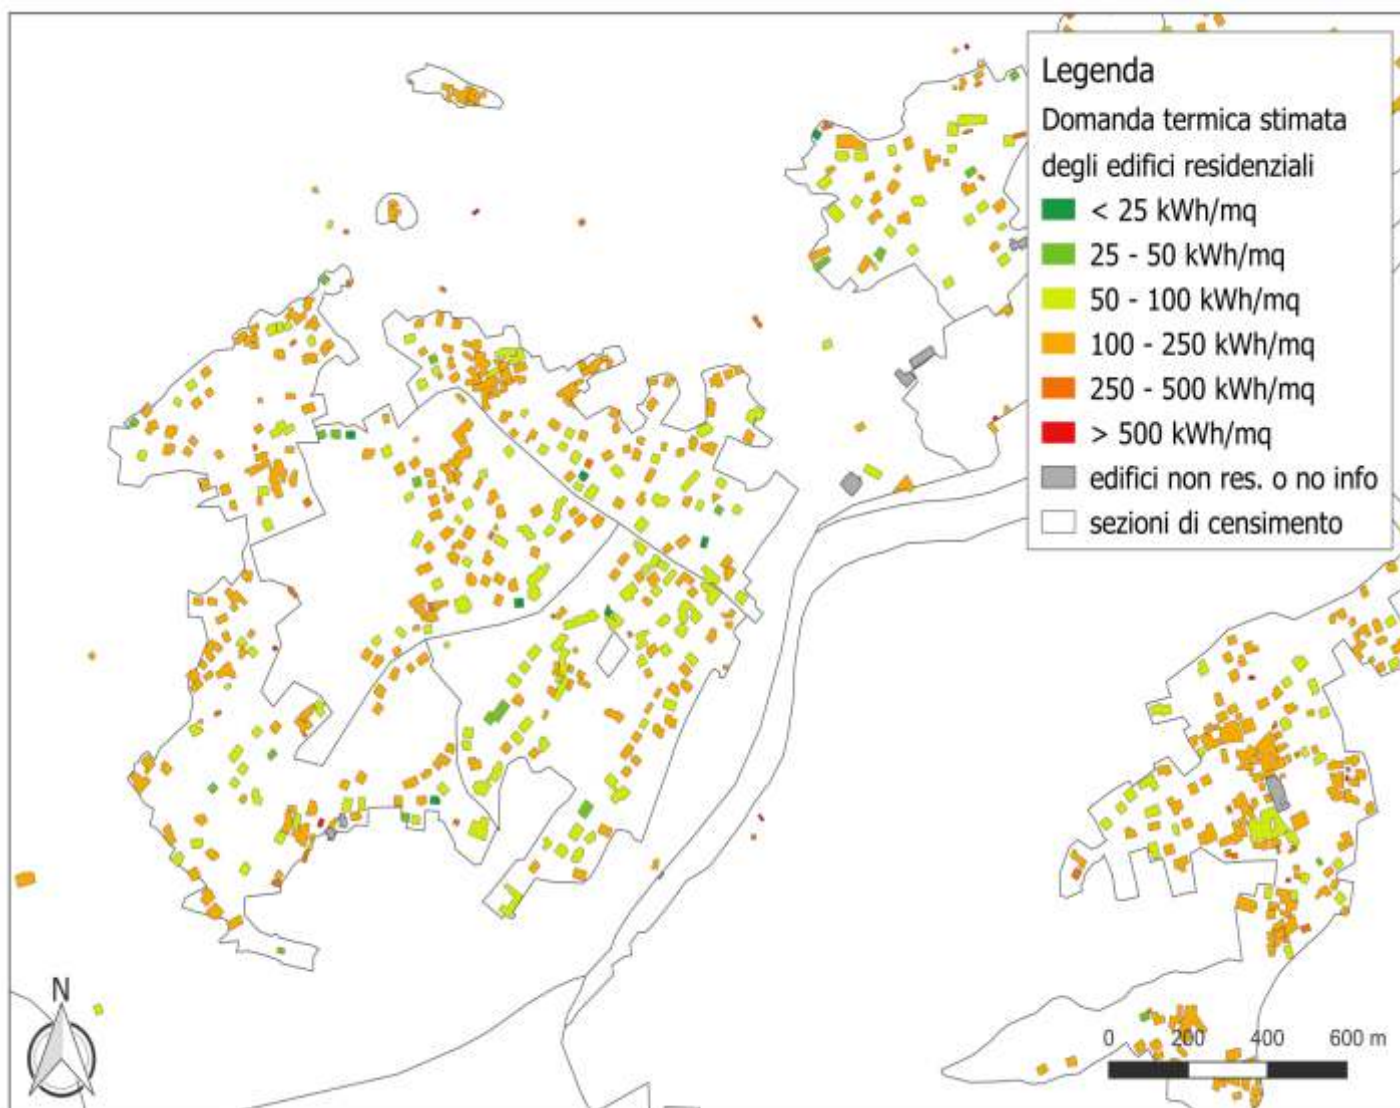 Legenda
Domanda termica stimata
degli edifici residenziali
< 25 kWh/mq
25 - 50 kWh/mq
50 - 100 kWh/mq
100 - 250 kWh/mq
250 - 500 kWh/mq
> 500 kWh/mq
edifici non res. o no info
sezioni di censimento
N
0 200 400 600 m